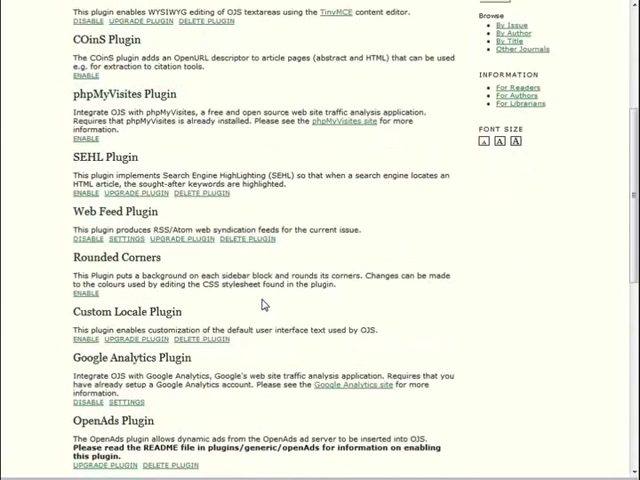 This plugin enables WYSIWYG editing of OJS textareas using the TinyMCE content editor.
DISABLE UPGRADE PLUGIN DELETE PLUGIN
COinS Plugin
The COinS plugin adds an OpenURL descriptor to article pages (abstract and HTML) that can be used
e.g. for extraction to citation tools.
ENABLE
phpMyVisites Plugin
Integrate OJS with phpMyVisites, a free and open source web site traffic analysis application.
Requires that phpMyVisites is already installed. Please see the phpMyVisites site for more
information.
ENABLE
SEHL Plugin
This plugin implements Search Engine HighLighting (SEHL) so that when a search engine locates an
HTML article, the sought-after keywords are highlighted.
ENABLE UPGRADE PLUGIN DELETE PLUGIN
Web Feed Plugin
This plugin produces RSS/Atom web syndication feeds for the current issue.
DISABLE SETTINGS UPGRADE PLUGIN DELETE PLUGIN
Rounded Corners
This Plugin puts a background on each sidebar block and rounds its corners. Changes can be made
to the colours used by editing the CSS stylesheet found in the plugin.
ENABLE
Custom Locale Plugin
This plugin enables customization of the default user interface text used by OJS.
ENABLE UPGRADE PLUGIN DELETE PLUGIN
Google Analytics Plugin
Integrate OJS with Google Analytics, Google's web site traffic analysis application. Requires that you
have already setup a Google Analytics account. Please see the Google Analytics site for more
information.
DISABLE SETTINGS
OpenAds Plugin
The OpenAds plugin allows dynamic ads from the OpenAds ad server to be inserted into OJS.
Please read the README file in plugins/generic/openAds for information on enabling
this plugin.
UPGRADE PLUGIN DELETE PLUGIN
Browse
By Issue
By Author
By Title
Other Journals
INFORMATION
For Readers
For Authors
For Librarians
FONT SIZE
A A A